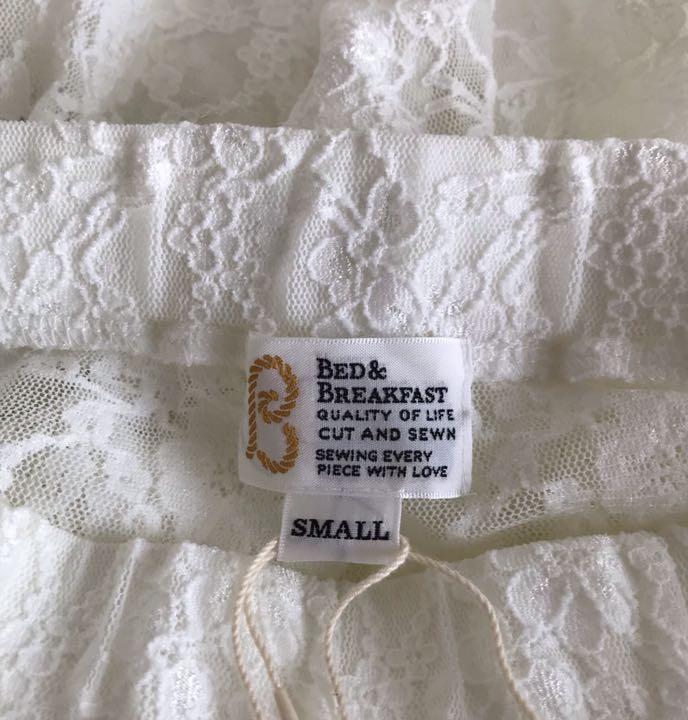 B
BED &
BREAKFAST
QUALITY OF LIFE
CUT AND SEWN
SEWING EVERY
PIECE WITH LOVE
SMALL